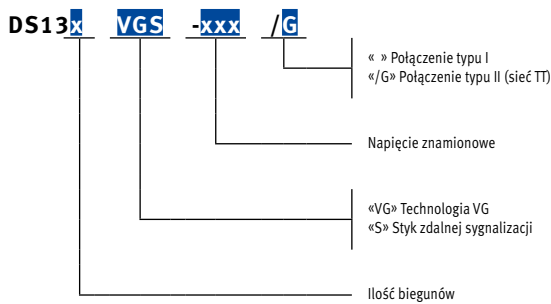 DS13x VGS -xxx /G
« » Połączenie typu I
«/G» Połączenie typu II (sieć TT)
Napięcie znamionowe
«VG» Technologia VG
«S» Styk zdalnej sygnalizacji
Ilość biegunów